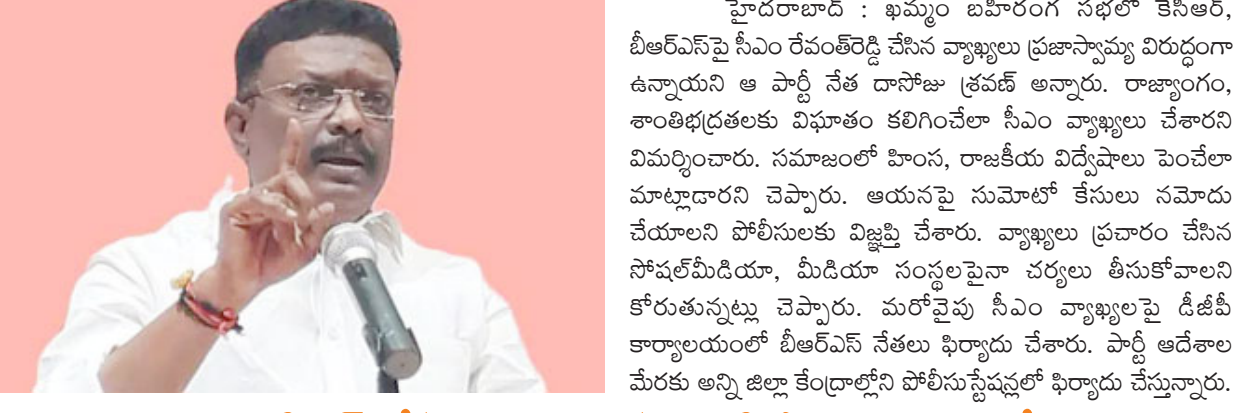 హైదరాబాద్ : ఖమ్మం బహిరంగ సభలో కేసీఆర్,
బీఆర్ఎస్‌పై సీఎం రేవంత్‌రెడ్డి చేసిన వ్యాఖ్యలు ప్రజాస్వామ్య విరుద్ధంగా
ఉన్నాయని ఆ పార్టీ నేత దాసోజు శ్రవణ్ అన్నారు. రాజ్యాంగం,
శాంతిభద్రతలకు విఘాతం కలిగించేలా సీఎం వ్యాఖ్యలు చేశారని
విమర్శించారు. సమాజంలో హింస, రాజకీయ విద్వేషాలు పెంచేలా
మాట్లాడారని చెప్పారు. ఆయనపై సుమోటో కేసులు నమోదు
చేయాలని పోలీసులకు విజ్ఞప్తి చేశారు. వ్యాఖ్యలు ప్రచారం చేసిన
సోషల్‌మీడియా, మీడియా సంస్థలపైనా చర్యలు తీసుకోవాలని
కోరుతున్నట్లు చెప్పారు. మరోవైపు సీఎం వ్యాఖ్యలపై డీజీపీ
కార్యాలయంలో బీఆర్ఎస్ నేతలు ఫిర్యాదు చేశారు. పార్టీ ఆదేశాల
మేరకు అన్ని జిల్లా కేంద్రాల్లోని పోలీసుస్టేషన్లలో ఫిర్యాదు చేస్తున్నారు.